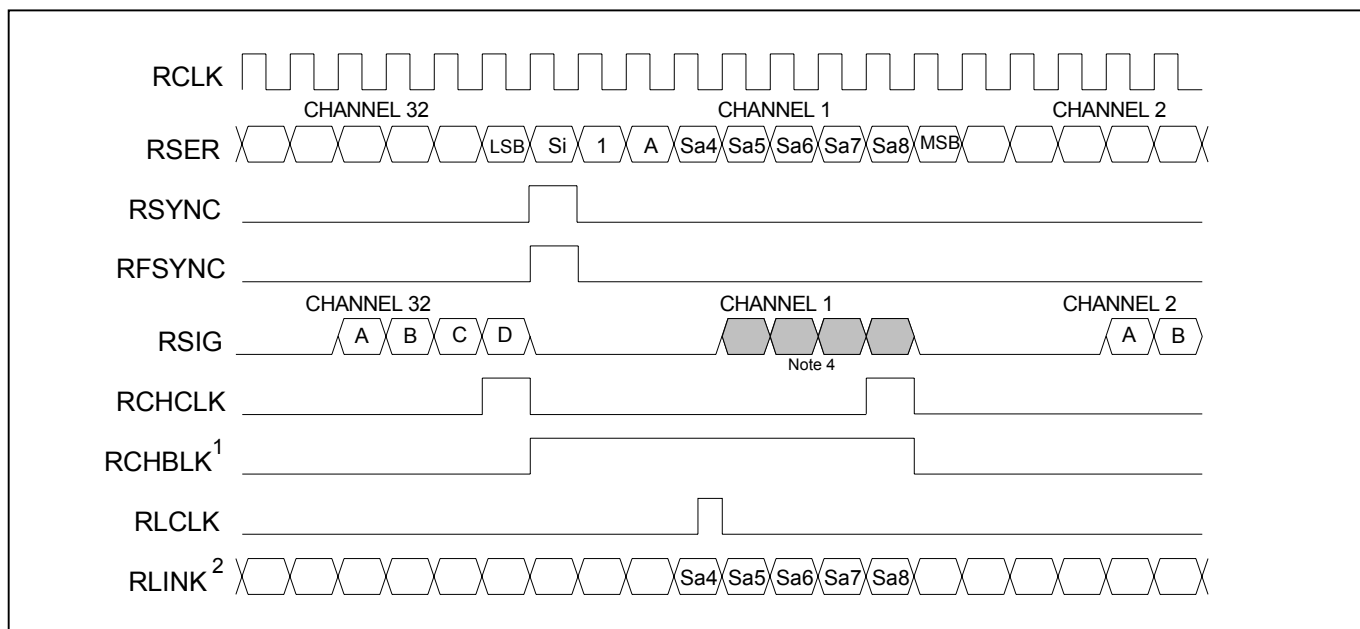 RCLK
CHANNEL 32 CHANNEL 1 CHANNEL 2
RSER LSB Si 1 A Sa4 Sa5 Sa6 Sa7 Sa8 MSB
RSYNC
RFSYNC
CHANNEL 32 CHANNEL 1 CHANNEL 2
RSIG A B C D A B
Note 4
RCHCLK
RCHBLK1
RLCLK
RLINK2 Sa4 Sa5 Sa6 Sa7 Sa8